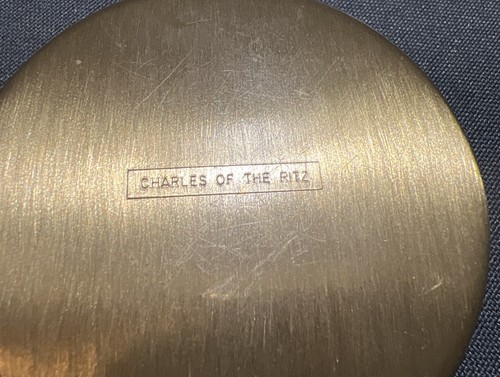 CHARLES OF THE RITZ